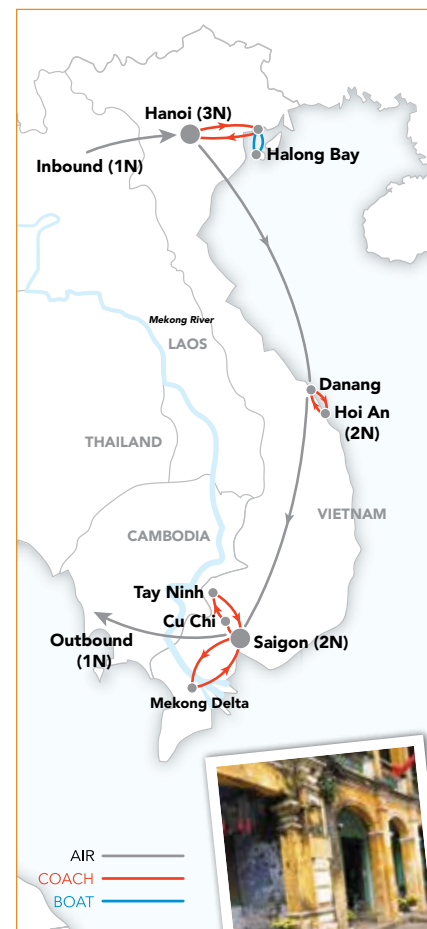 Hanoi (3N)
Inbound (1N)
Halong Bay
Mekong River
LAOS
Danang
Hoi An
(2N)
THAILAND
VIETNAM
CAMBODIA
Tay Ninh
Cu Chi
Outbound
(1N)
Saigon (2N)
Mekong Delta
AIR
COACH
BOAT